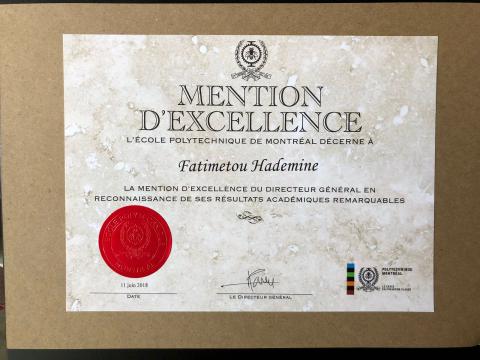 MENTION
D'EXCELLENCE
L'ÉCOLE POLYTECHNIQUE DE MONTRÉAL DÉCERNE À
Fatimetou Hademine
LA MENTION D'EXCELLENCE DU DIRECTEUR GÉNÉRAL EN
RECONNAISSANCE DE SES RÉSULTATS ACADÉMIQUES REMARQUABLES
11 juin 2018
DATE
LE DIRECTEUR GÉNÉRAL
POLYTECHNIQUE
MONTRÉAL